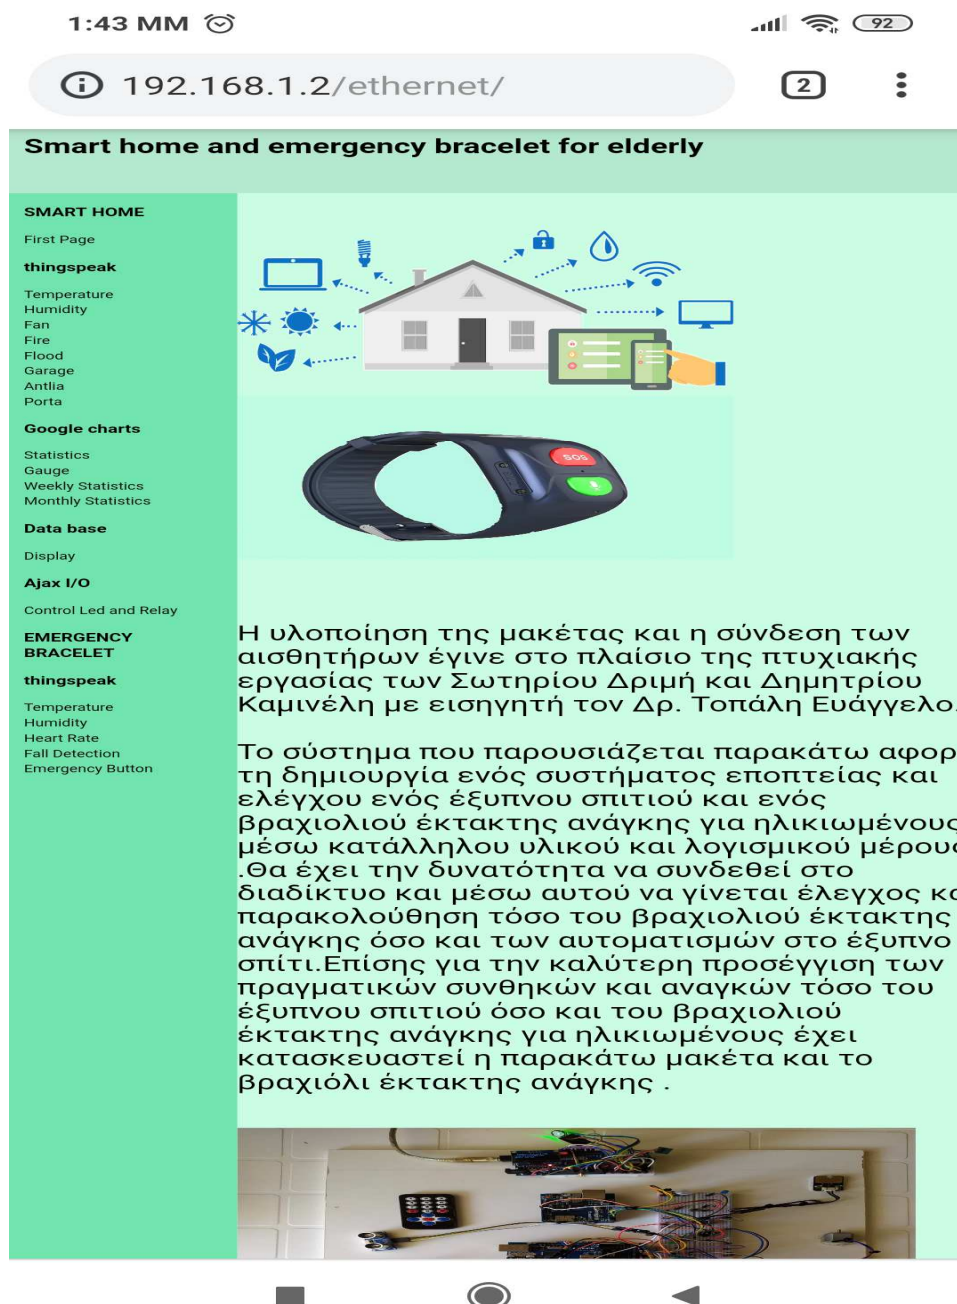 1:43 MM
92
192.168.1.2/ethernet/
2
Smart home and emergency bracelet for elderly
SMART HOME
First Page
thingspeak
Temperature
Humidity
Fan
Fire
Flood
Garage
Antlia
Porta
Google charts
Statistics
Gauge
Weekly Statistics
Monthly Statistics
Data base
Display
Ajax I/O
Control Led and Relay
EMERGENCY
BRACELET
thingspeak
Temperature
Humidity
Heart Rate
Fall Detection
Emergency Button
SOS
Η υλοποίηση της μακέτας και η σύνδεση των
αισθητήρων έγινε στο πλαίσιο της πτυχιακής
εργασίας των Σωτηρίου Δριμή και Δημητρίου
Καμινέλη με εισηγητή τον Δρ. Τοπάλη Ευάγγελο.
Το σύστημα που παρουσιάζεται παρακάτω αφορ
τη δημιουργία ενός συστήματος εποπτείας και
ελέγχου ενός έξυπνου σπιτιού και ενός
βραχιολιού έκτακτης ανάγκης για ηλικιωμένους
μέσω κατάλληλου υλικού και λογισμικού μέρους
.Θα έχει την δυνατότητα να συνδεθεί στο
διαδίκτυο και μέσω αυτού να γίνεται έλεγχος κα
παρακολούθηση τόσο του βραχιολιού έκτακτης
ανάγκης όσο και των αυτοματισμών στο έξυπνο
σπίτι.Επίσης για την καλύτερη προσέγγιση των
πραγματικών συνθηκών και αναγκών τόσο του
έξυπνου σπιτιού όσο και του βραχιολιού
έκτακτης ανάγκης για ηλικιωμένους έχει
κατασκευαστεί η παρακάτω μακέτα και το
βραχιόλι έκτακτης ανάγκης .